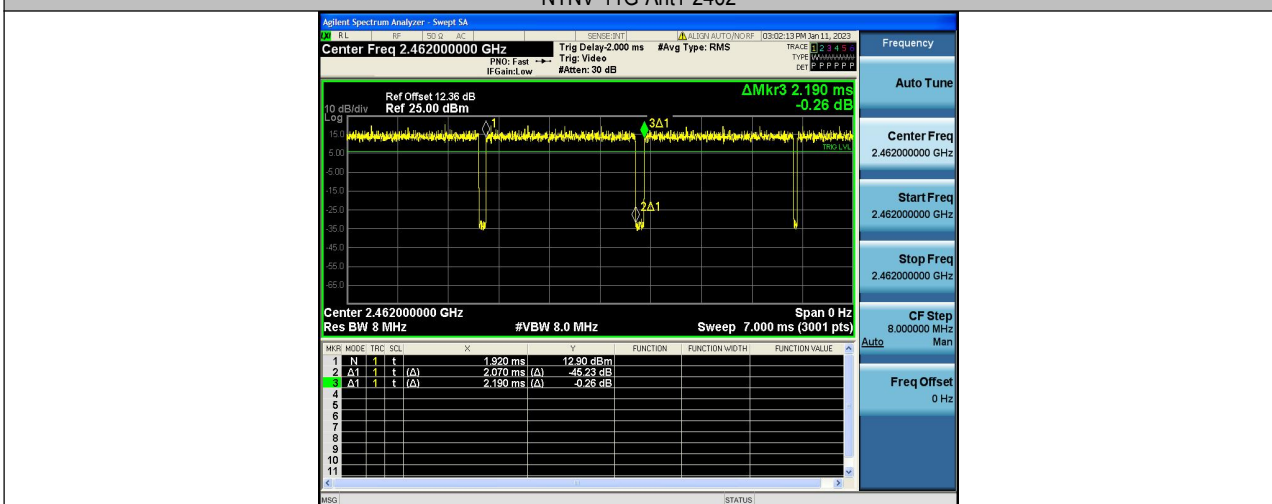 NTNV 11G Ant1 2462
Agilent Spectrum Analyzer - Swept SA
RL RF 50 Ω AC SENSE:INT ALIGN AUTO/NORF 03:02:13 PM Jan 11, 2023
Center Freq 2.462000000 GHz
PNO: Fast
IFGain:Low
Trig Delay-2.000 ms
Trig: Video
#Atten: 30 dB
#Avg Type: RMS
TRACE 1 2 3 4 5 6
TYPE
DET P P P P P P
Frequency
Auto Tune
Center Freq
2.462000000 GHz
Start Freq
2.462000000 GHz
Stop Freq
2.462000000 GHz
CF Step
8.000000 MHz
Auto Man
Freq Offset
0 Hz
ΔMkr3 2.190 ms
-0.26 dB
Ref Offset 12.36 dB
10 dB/div Ref 25.00 dBm
Log
15.0
5.00
-5.00
-15.0
-25.0
-35.0
-45.0
-55.0
-65.0
1
3Δ1
TRIG LVL
2Δ1
Center 2.462000000 GHz Span 0 Hz
Res BW 8 MHz #VBW 8.0 MHz Sweep 7.000 ms (3001 pts)
MKR MODE TRC SCL X Y FUNCTION FUNCTION WIDTH FUNCTION VALUE
1 N 1 t 1.920 ms 12.90 dBm
2 Δ1 1 t (Δ) 2.070 ms (Δ) -45.23 dB
3 Δ1 1 t (Δ) 2.190 ms (Δ) -0.26 dB
4
5
6
7
8
9
10
11
MSG STATUS